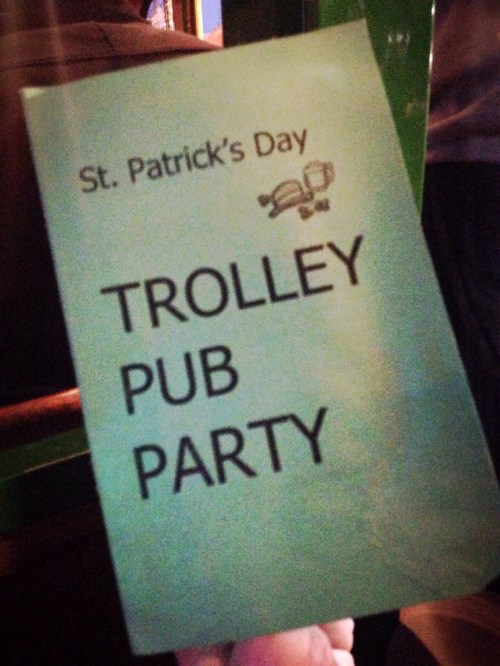 St. Patrick's Day
TROLLEY
PUB
PARTY